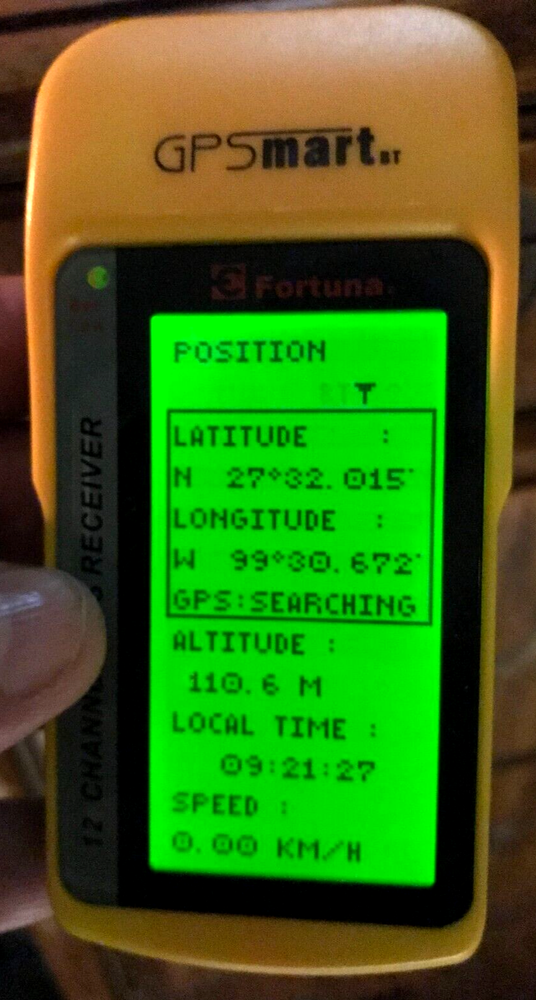 GPSmart BT
Fortuna
12 CHANNEL GPS RECEIVER
POSITION
LATITUDE :
N 27°32.015'
LONGITUDE :
W 99°30.672'
GPS:SEARCHING
ALTITUDE :
110.6 M
LOCAL TIME :
09:21:27
SPEED :
0.00 KM/H